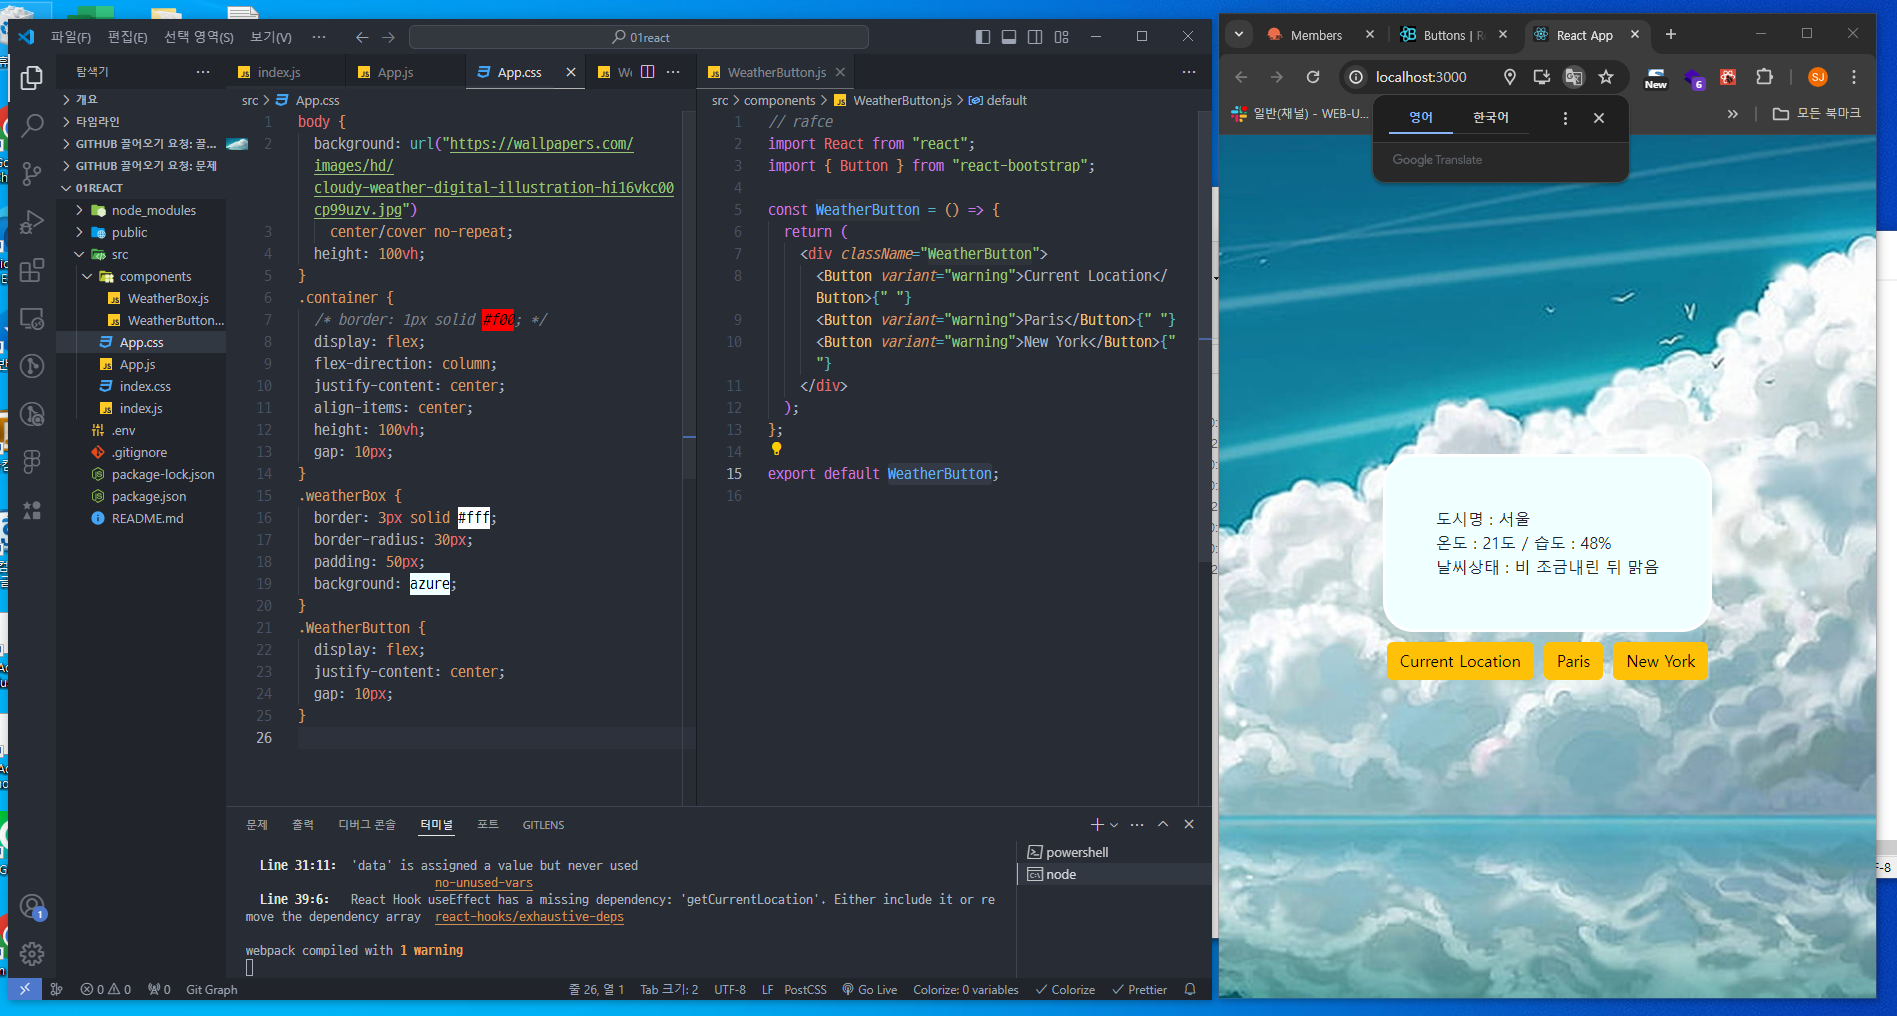 파일(F) 편집(E) 선택 영역(S) 보기(V) ··· 01react
탐색기 ···
개요
타임라인
GITHUB 끌어오기 요청: 끌...
GITHUB 끌어오기 요청: 문제
01REACT
node_modules
public
src
components
WeatherBox.js
WeatherButton...
App.css
App.js
index.css
index.js
.env
.gitignore
package-lock.json
package.json
README.md
index.js App.js App.css
src > App.css
1 body {
2 background: url("https://wallpapers.com/
images/hd/
cloudy-weather-digital-illustration-hi16vkc00
cp99uzv.jpg")
3 center/cover no-repeat;
4 height: 100vh;
5 }
6 .container {
7 /* border: 1px solid #f00; */
8 display: flex;
9 flex-direction: column;
10 justify-content: center;
11 align-items: center;
12 height: 100vh;
13 gap: 10px;
14 }
15 .weatherBox {
16 border: 3px solid #fff;
17 border-radius: 30px;
18 padding: 50px;
19 background: azure;
20 }
21 .WeatherButton {
22 display: flex;
23 justify-content: center;
24 gap: 10px;
25 }
26
WeatherButton.js
src > components > WeatherButton.js > default
1 // rafce
2 import React from "react";
3 import { Button } from "react-bootstrap";
4
5 const WeatherButton = () => {
6 return (
7 <div className="WeatherButton">
8 <Button variant="warning">Current Location</
Button>{" "}
9 <Button variant="warning">Paris</Button>{" "}
10 <Button variant="warning">New York</Button>{"
"}
11 </div>
12 );
13 };
14
15 export default WeatherButton;
16
문제 출력 디버그 콘솔 터미널 포트 GITLENS
Line 31:11: 'data' is assigned a value but never used
no-unused-vars
Line 39:6: React Hook useEffect has a missing dependency: 'getCurrentLocation'. Either include it or re
move the dependency array react-hooks/exhaustive-deps
webpack compiled with 1 warning
powershell
node
0 0 0 Git Graph 줄 26, 열 1 Tab 크기: 2 UTF-8 LF PostCSS Go Live Colorize: 0 variables Colorize Prettier
Members Buttons | R React App
localhost:3000 New 6 SJ
일반(채널) - WEB-U... » 모든 북마크
영어 한국어
Google Translate
도시명 : 서울
온도 : 21도 / 습도 : 48%
날씨상태 : 비 조금내린 뒤 맑음
Current Location Paris New York